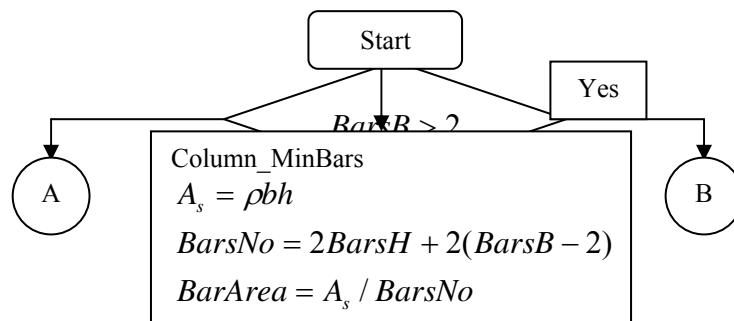 Start
Yes
BarsB > 2
A
B
Column_MinBars
A_s = ρbh
BarsNo = 2BarsH + 2(BarsB − 2)
BarArea = A_s / BarsNo